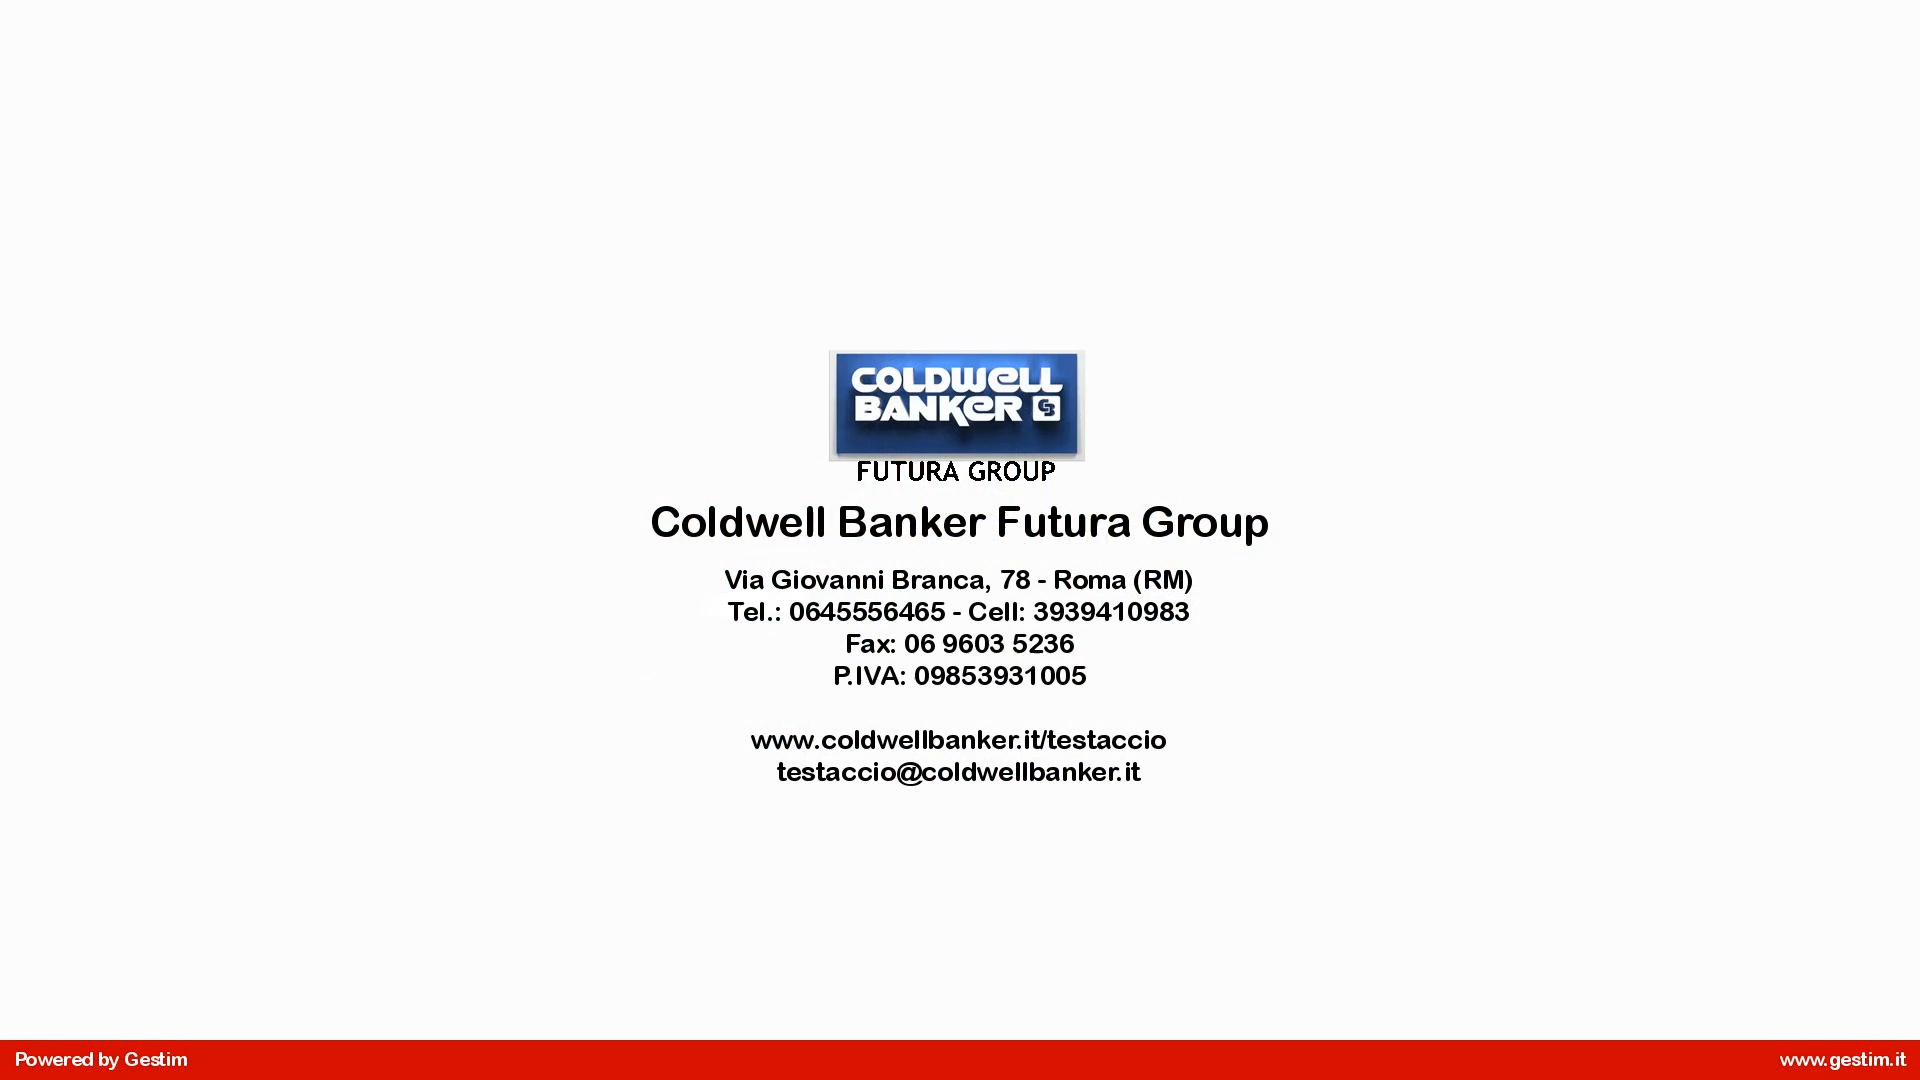 COLDWELL
BANKER CB
FUTURA GROUP
Coldwell Banker Futura Group
Via Giovanni Branca, 78 - Roma (RM)
Tel.: 0645556465 - Cell: 3939410983
Fax: 06 9603 5236
P.IVA: 09853931005
www.coldwellbanker.it/testaccio
testaccio@coldwellbanker.it
Powered by Gestim
www.gestim.it